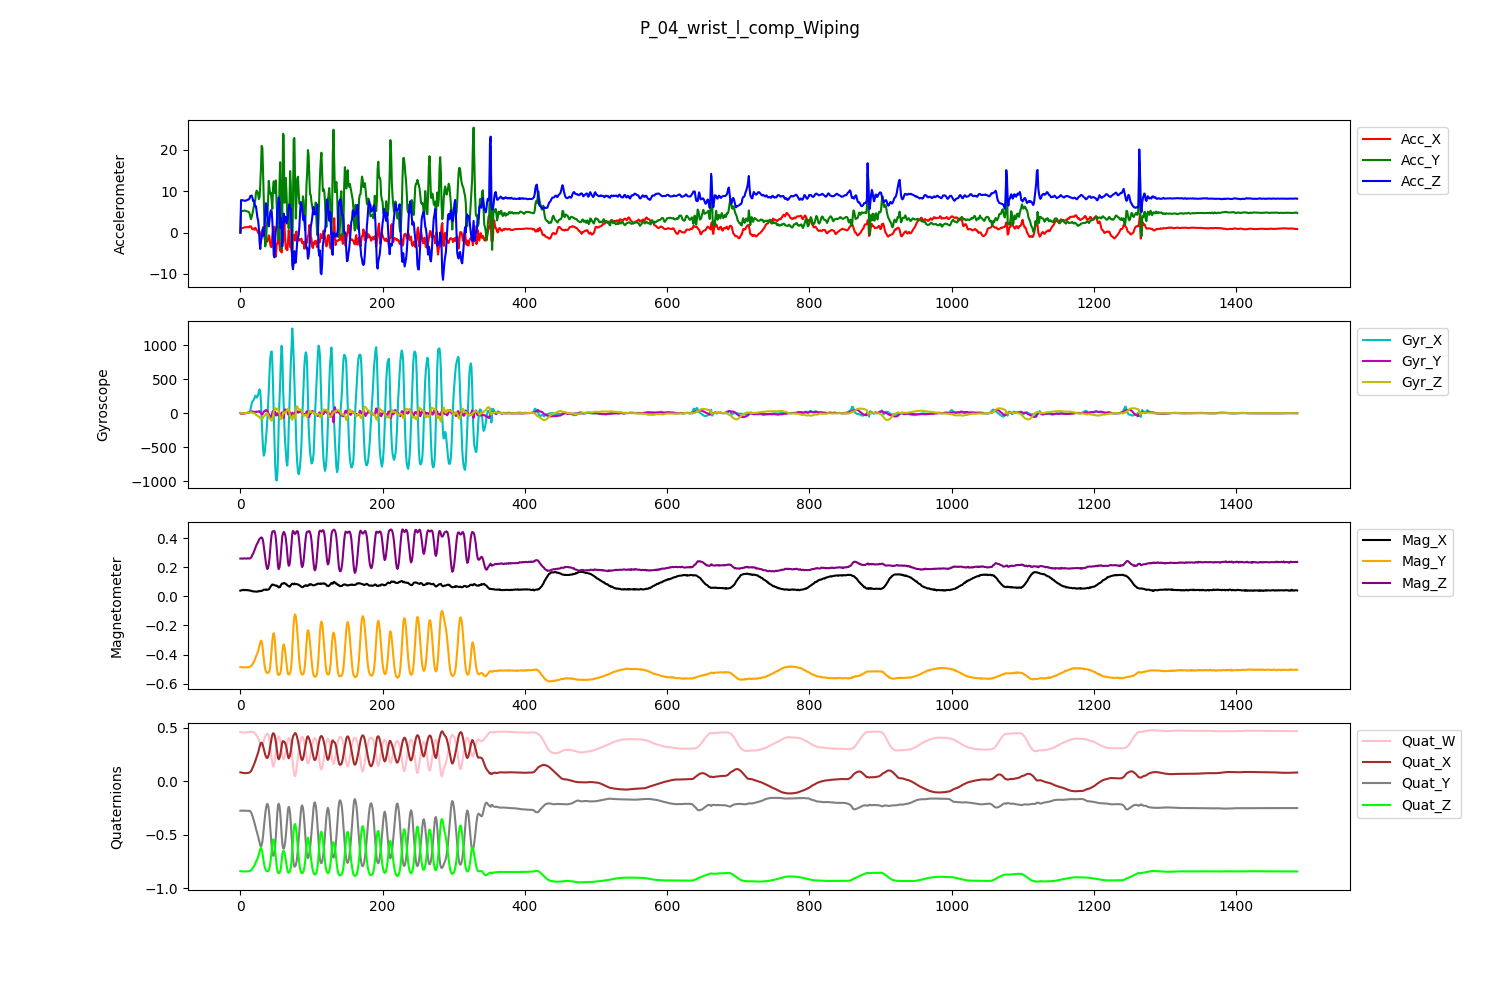 P_04_wrist_l_comp_Wiping
Accelerometer
20
10
0
−10
0 200 400 600 800 1000 1200 1400
Acc_X
Acc_Y
Acc_Z
Gyroscope
1000
500
0
−500
−1000
0 200 400 600 800 1000 1200 1400
Gyr_X
Gyr_Y
Gyr_Z
Magnetometer
0.4
0.2
0.0
−0.2
−0.4
−0.6
0 200 400 600 800 1000 1200 1400
Mag_X
Mag_Y
Mag_Z
Quaternions
0.5
0.0
−0.5
−1.0
0 200 400 600 800 1000 1200 1400
Quat_W
Quat_X
Quat_Y
Quat_Z